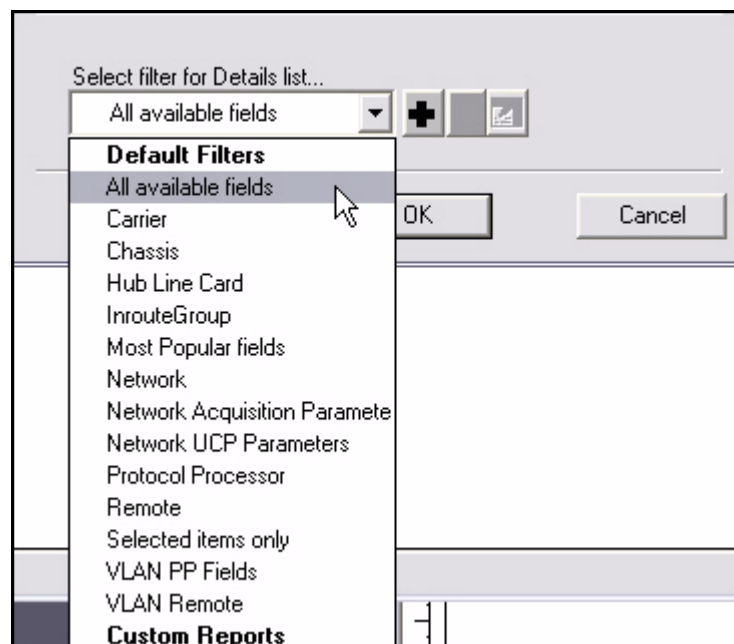 Select filter for Details list...
All available fields
Default Filters
All available fields
Carrier
Chassis
Hub Line Card
InrouteGroup
Most Popular fields
Network
Network Acquisition Paramete
Network UCP Parameters
Protocol Processor
Remote
Selected items only
VLAN PP Fields
VLAN Remote
Custom Reports
OK
Cancel